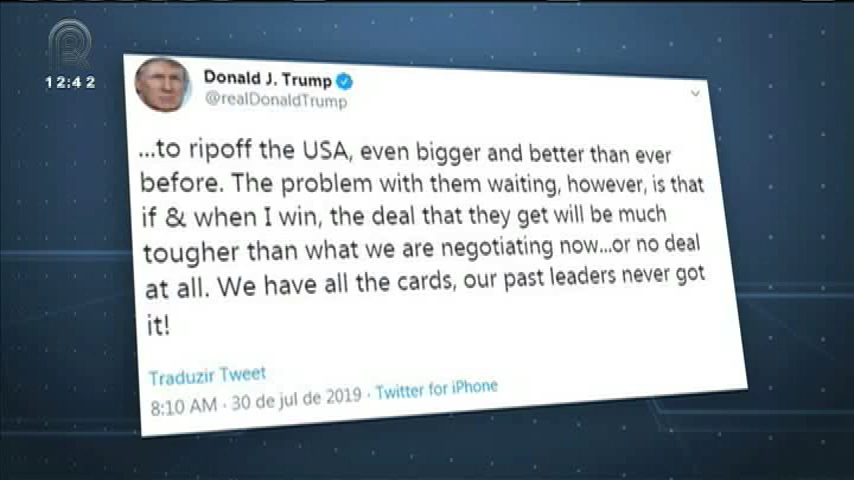 12:42
Donald J. Trump
@realDonaldTrump
...to ripoff the USA, even bigger and better than ever
before. The problem with them waiting, however, is that
if & when I win, the deal that they get will be much
tougher than what we are negotiating now...or no deal
at all. We have all the cards, our past leaders never got
it!
Traduzir Tweet
8:10 AM · 30 de jul de 2019 · Twitter for iPhone